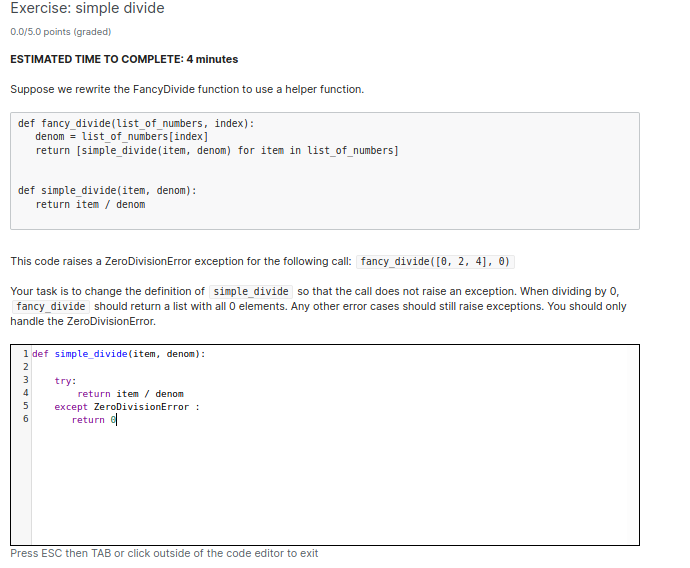 Exercise: simple divide
0.0/5.0 points (graded)
ESTIMATED TIME TO COMPLETE: 4 minutes
Suppose we rewrite the FancyDivide function to use a helper function.
def fancy_divide(list_of_numbers, index):
   denom = list_of_numbers[index]
   return [simple_divide(item, denom) for item in list_of_numbers]
def simple_divide(item, denom):
   return item / denom
This code raises a ZeroDivisionError exception for the following call: fancy_divide([0, 2, 4], 0)
Your task is to change the definition of simple_divide so that the call does not raise an exception. When dividing by 0,
fancy_divide should return a list with all 0 elements. Any other error cases should still raise exceptions. You should only
handle the ZeroDivisionError.
1 def simple_divide(item, denom):
2
3     try:
4         return item / denom
5     except ZeroDivisionError :
6        return 0
Press ESC then TAB or click outside of the code editor to exit